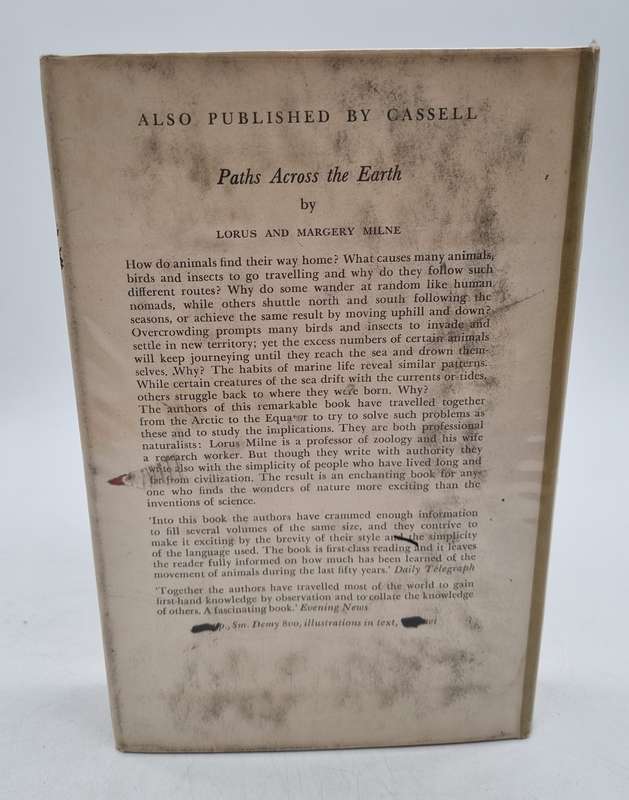 ALSO PUBLISHED BY CASSELL
Paths Across the Earth
by
LORUS AND MARGERY MILNE
How do animals find their way home? What causes many animals,
birds and insects to go travelling and why do they follow such
different routes? Why do some wander at random like human
nomads, while others shuttle north and south following the
seasons, or achieve the same result by moving uphill and down?
Overcrowding prompts many birds and insects to invade and
settle in new territory; yet the excess numbers of certain animals
will keep journeying until they reach the sea and drown them-
selves. Why? The habits of marine life reveal similar patterns.
While certain creatures of the sea drift with the currents or tides,
others struggle back to where they were born. Why?
The authors of this remarkable book have travelled together
from the Arctic to the Equator to try to solve such problems as
these and to study the implications. They are both professional
naturalists: Lorus Milne is a professor of zoology and his wife
a research worker. But though they write with authority they
write also with the simplicity of people who have lived long and
far from civilization. The result is an enchanting book for any-
one who finds the wonders of nature more exciting than the
inventions of science.
'Into this book the authors have crammed enough information
to fill several volumes of the same size, and they contrive to
make it exciting by the brevity of their style and the simplicity
of the language used. The book is first-class reading and it leaves
the reader fully informed on how much has been learned of the
movement of animals during the last fifty years.' Daily Telegraph
'Together the authors have travelled most of the world to gain
first-hand knowledge by observation and to collate the knowledge
of others. A fascinating book.' Evening News
Sm. Demy 8vo, illustrations in text,